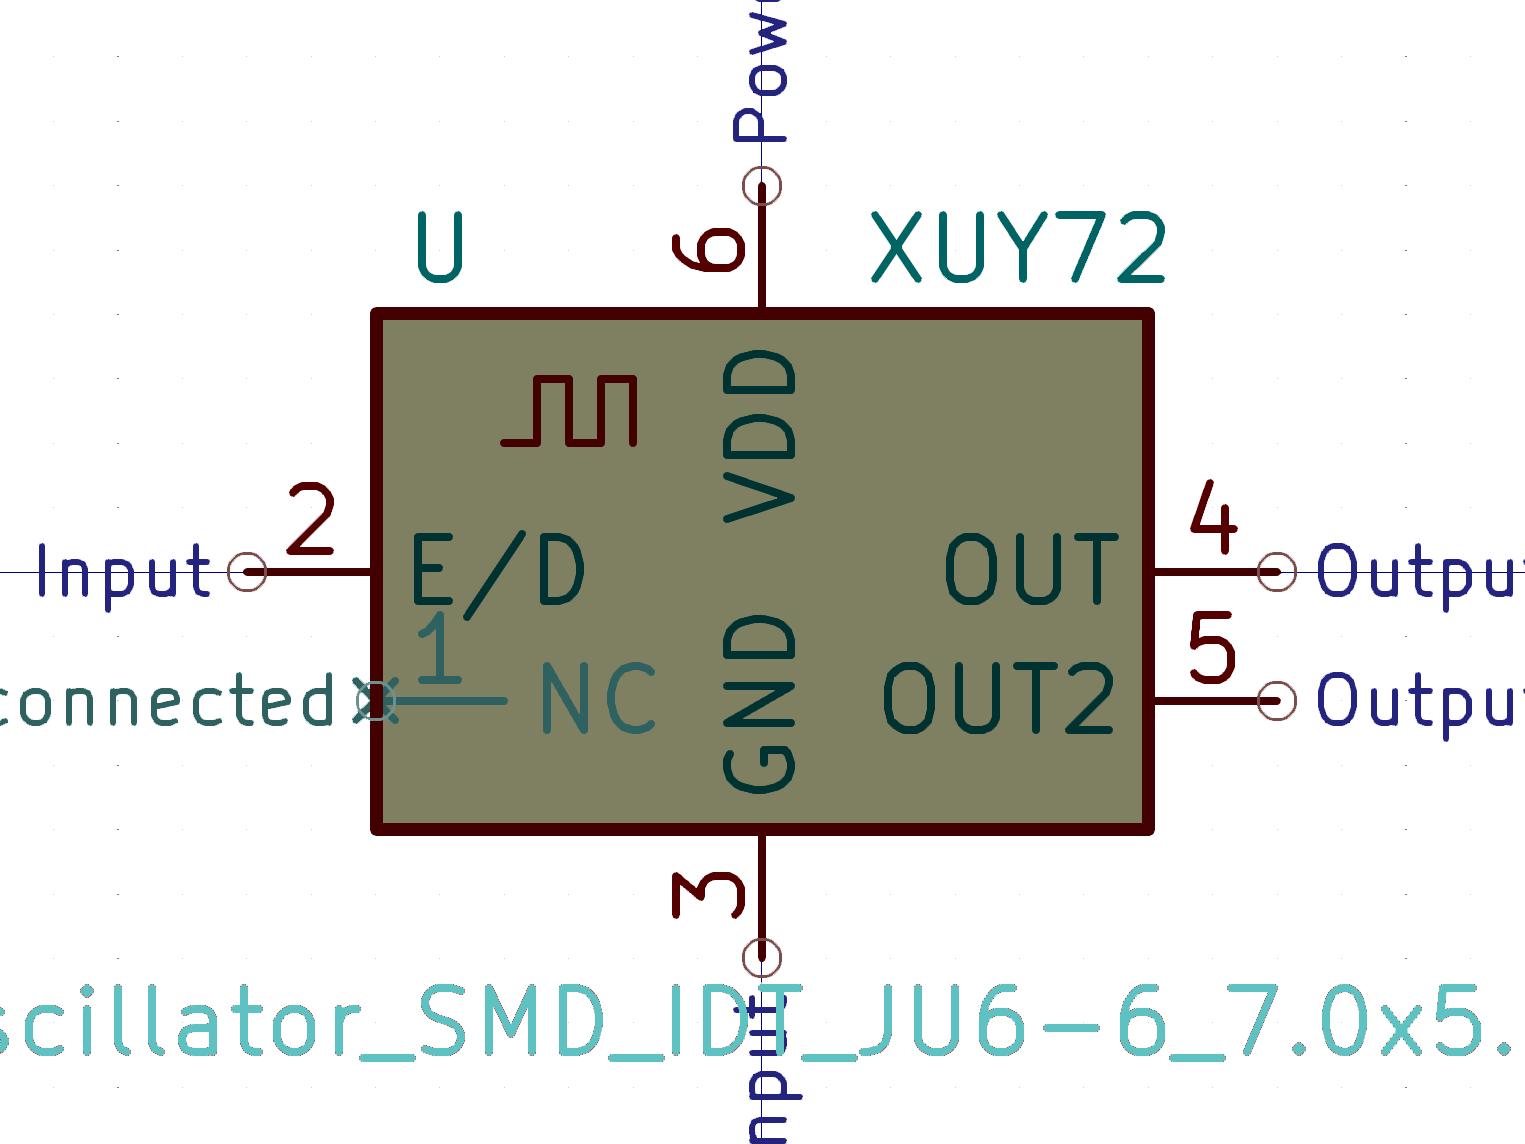 Pow
U
6
XUY72
VDD
2
4
Input
E/D
OUT
Output
1
5
connected
NC
GND
OUT2
Output
3
scillator_SMD_IDT_JU6-6_7.0x5.
nput